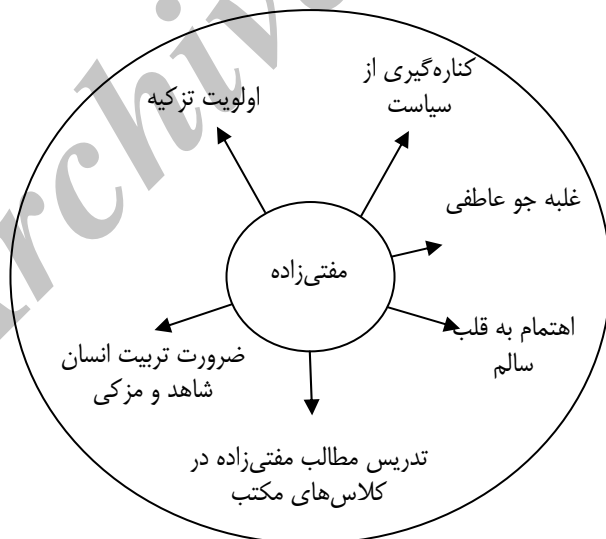 Archive
کناره‌گیری از
سیاست
اولویت تزکیه
غلبه جو عاطفی
مفتی‌زاده
اهتمام به قلب
سالم
ضرورت تربیت انسان
شاهد و مزکی
تدریس مطالب مفتی‌زاده در
کلاس‌های مکتب